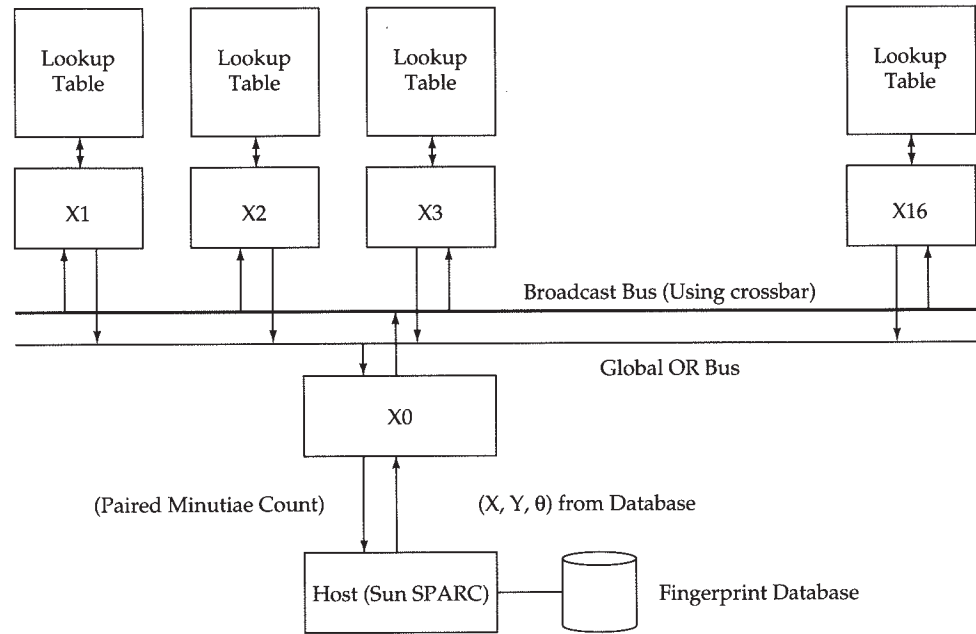 Lookup
Table
Lookup
Table
Lookup
Table
Lookup
Table
X1
X2
X3
X16
Broadcast Bus (Using crossbar)
Global OR Bus
X0
(Paired Minutiae Count)
(X, Y, θ) from Database
Host (Sun SPARC)
Fingerprint Database